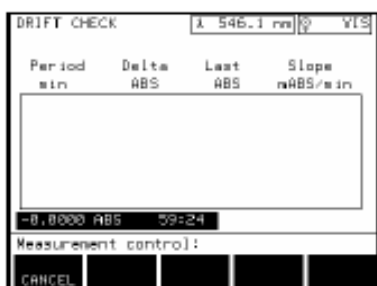 DRIFT CHECK λ 546.1 nm VIS
Period Delta Last Slope
min ABS ABS mABS/min
-0.0000 ABS 59:24
Measurement control:
CANCEL